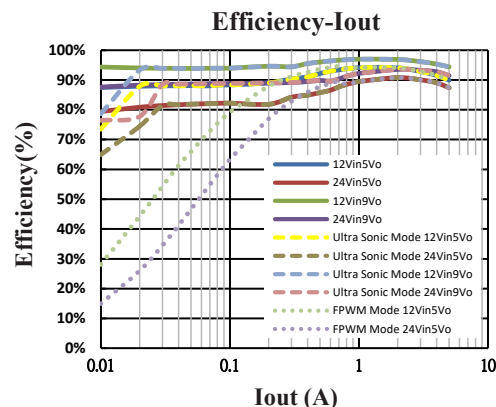 Efficiency-Iout
100%
90%
80%
70%
60%
50%
40%
30%
20%
10%
0%
Efficiency(%)
12Vin5Vo
24Vin5Vo
12Vin9Vo
24Vin9Vo
Ultra Sonic Mode 12Vin5Vo
Ultra Sonic Mode 24Vin5Vo
Ultra Sonic Mode 12Vin9Vo
Ultra Sonic Mode 24Vin9Vo
FPWM Mode 12Vin5Vo
FPWM Mode 24Vin5Vo
0.01 0.1 1 10
Iout (A)